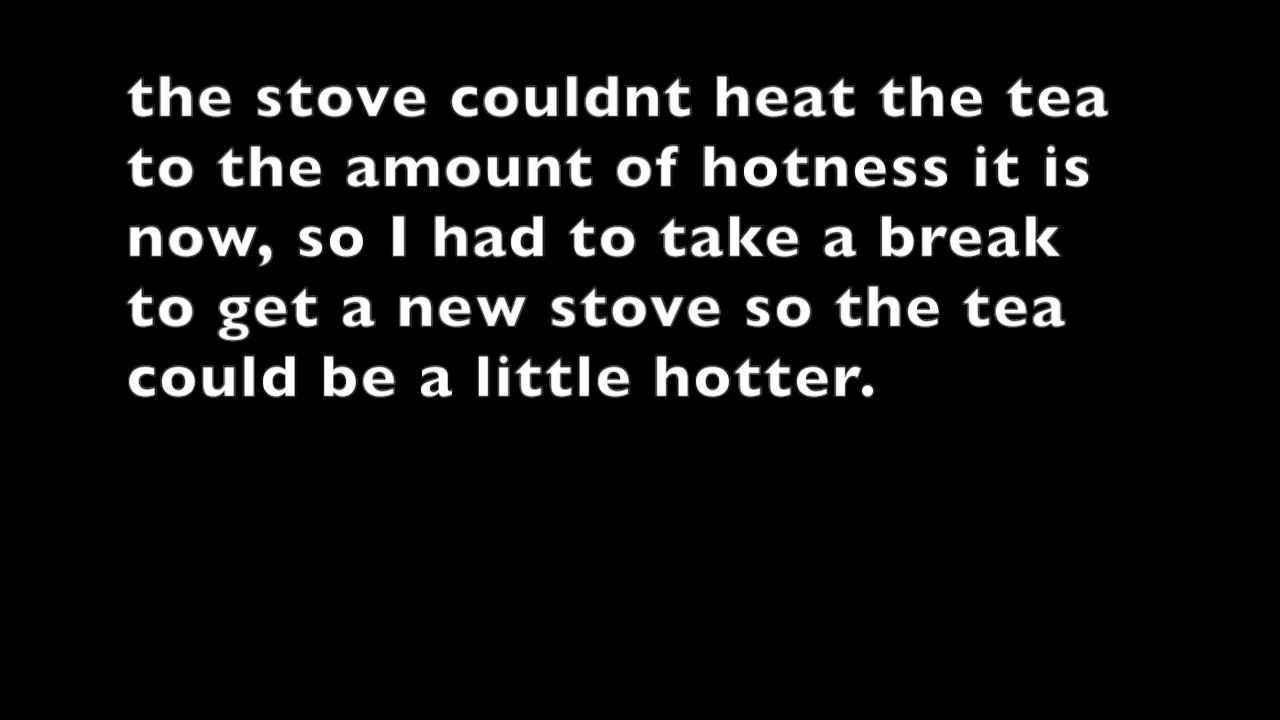 the stove couldnt heat the tea
to the amount of hotness it is
now, so I had to take a break
to get a new stove so the tea
could be a little hotter.